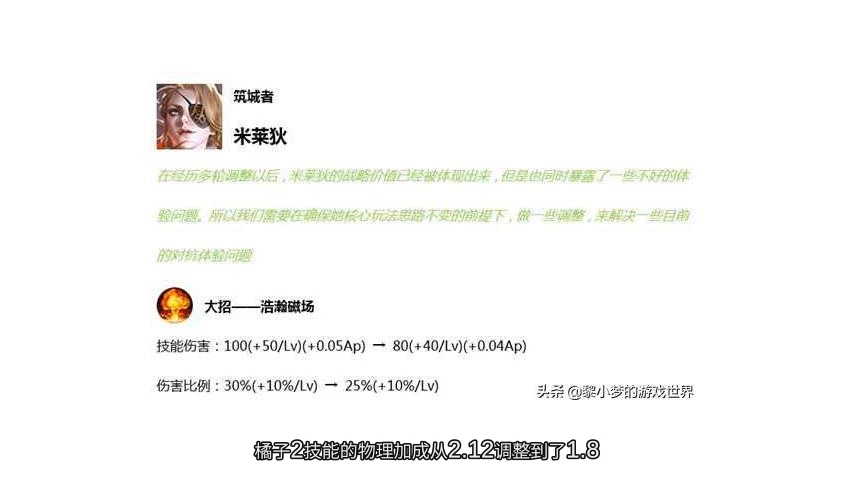 筑城者
米莱狄
在经历多轮调整以后，米莱狄的战略价值已经被体现出来，但是也同时暴露了一些不好的体
验问题。所以我们需要在确保她核心玩法思路不变的前提下，做一些调整，来解决一些目前
的对抗体验问题
大招——浩瀚磁场
技能伤害：100(+50/Lv)(+0.05Ap) → 80(+40/Lv)(+0.04Ap)
伤害比例：30%(+10%/Lv) → 25%(+10%/Lv)
头条 @黎小梦的游戏世界
橘子2技能的物理加成从2.12调整到了1.8